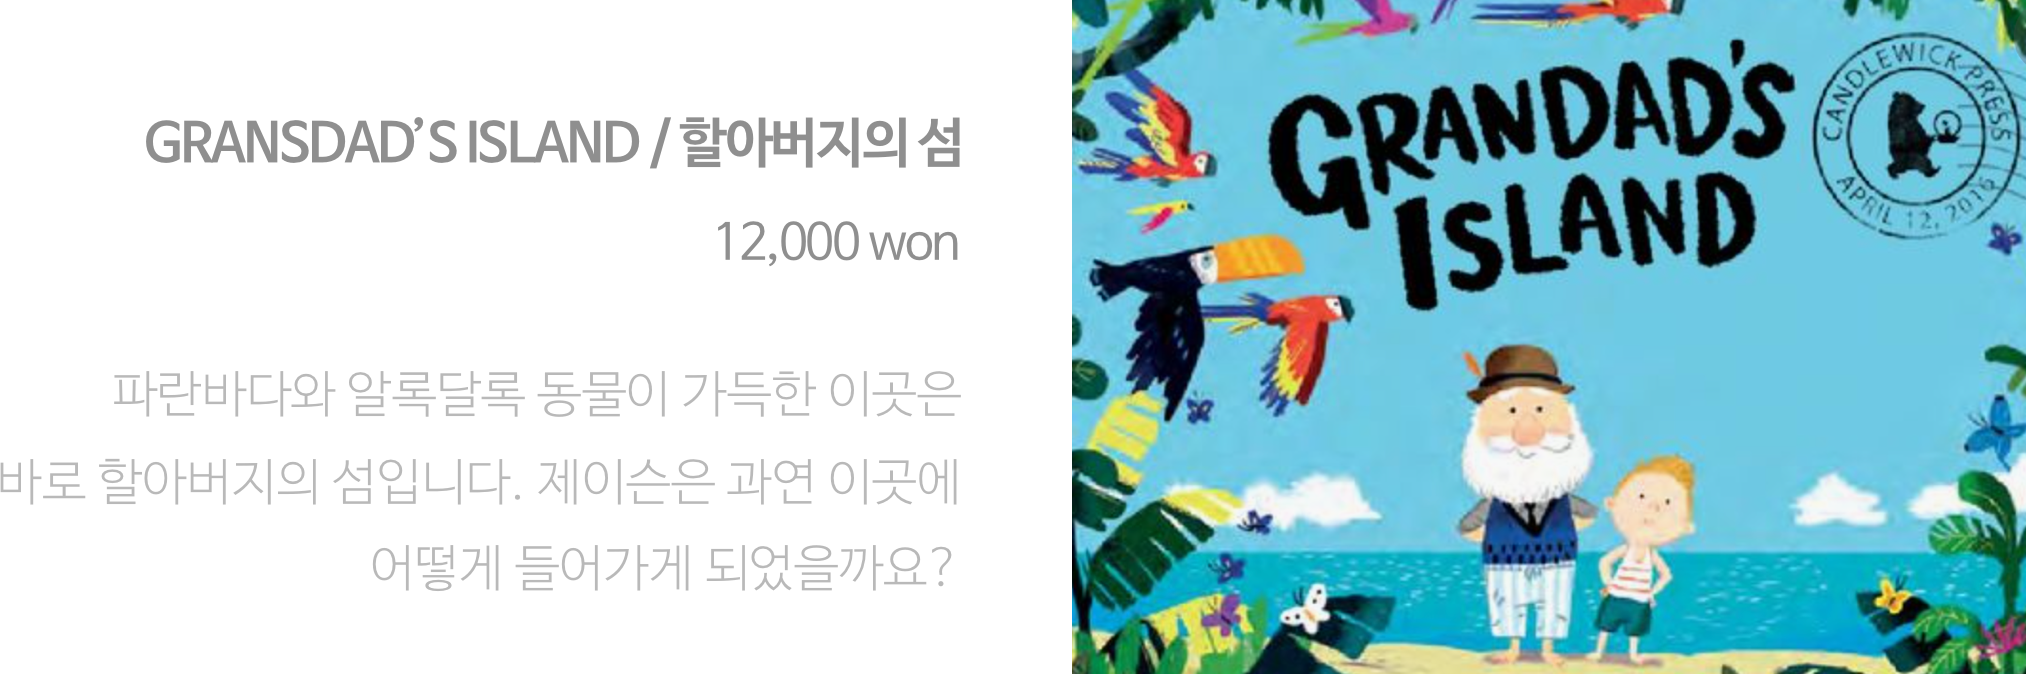 GRANSDAD’S ISLAND / 할아버지의 섬
12,000 won
파란바다와 알록달록 동물이 가득한 이곳은
바로 할아버지의 섬입니다. 제이슨은 과연 이곳에
어떻게 들어가게 되었을까요?
GRANDAD'S
ISLAND
CANDLEWICK PRESS
APRIL 12, 2016